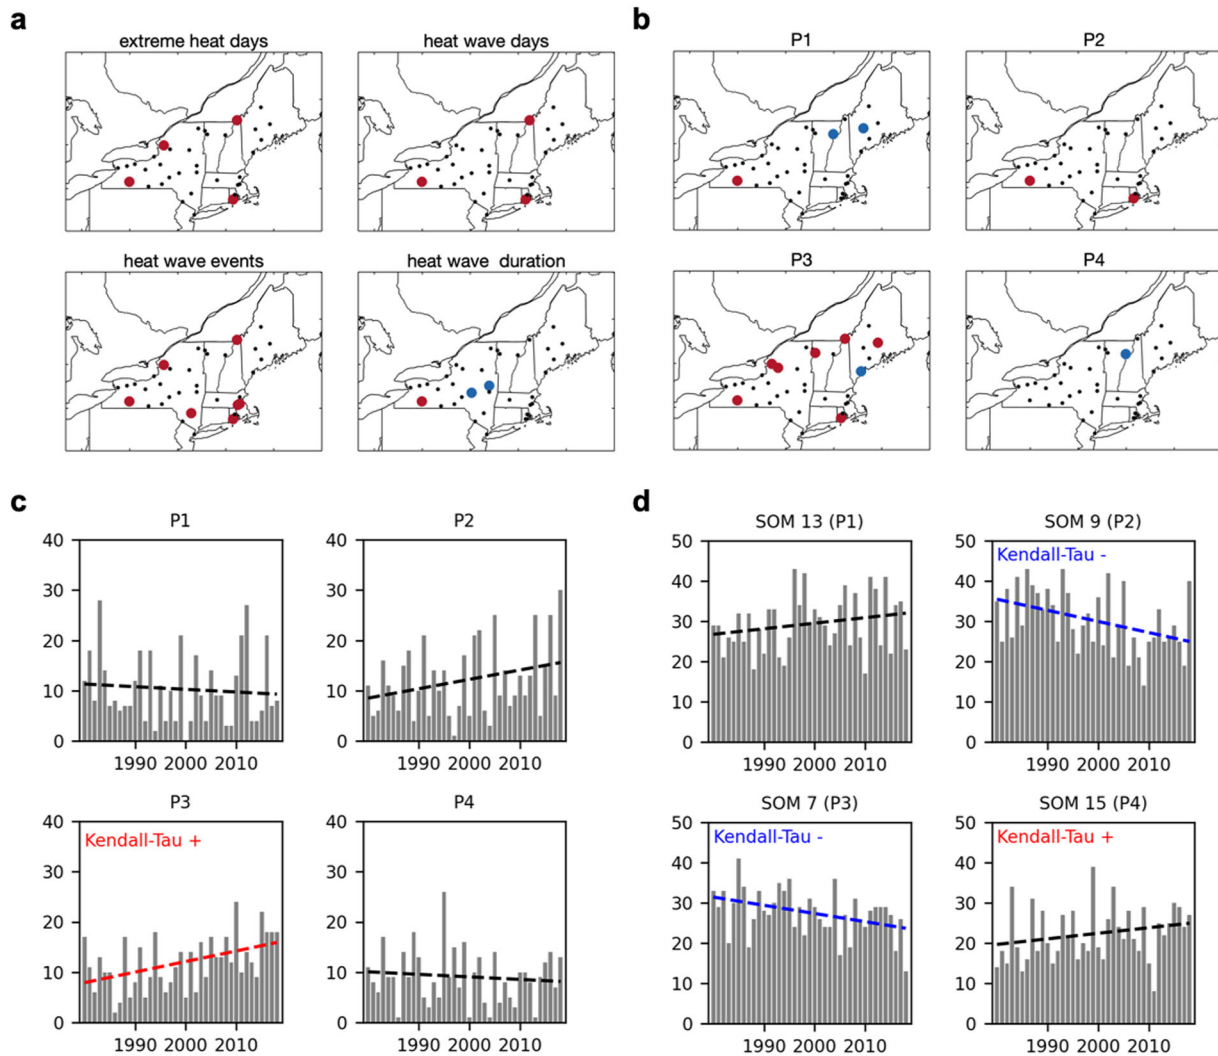 a
b
extreme heat days
heat wave days
P1
P2
heat wave events
heat wave duration
P3
P4
c
d
P1
P2
SOM 13 (P1)
SOM 9 (P2)
40
30
20
10
0
1990 2000 2010
40
30
20
10
0
1990 2000 2010
50
40
30
20
10
0
1990 2000 2010
Kendall-Tau -
50
40
30
20
10
0
1990 2000 2010
P3
P4
SOM 7 (P3)
SOM 15 (P4)
Kendall-Tau +
40
30
20
10
0
1990 2000 2010
40
30
20
10
0
1990 2000 2010
Kendall-Tau -
50
40
30
20
10
0
1990 2000 2010
Kendall-Tau +
50
40
30
20
10
0
1990 2000 2010